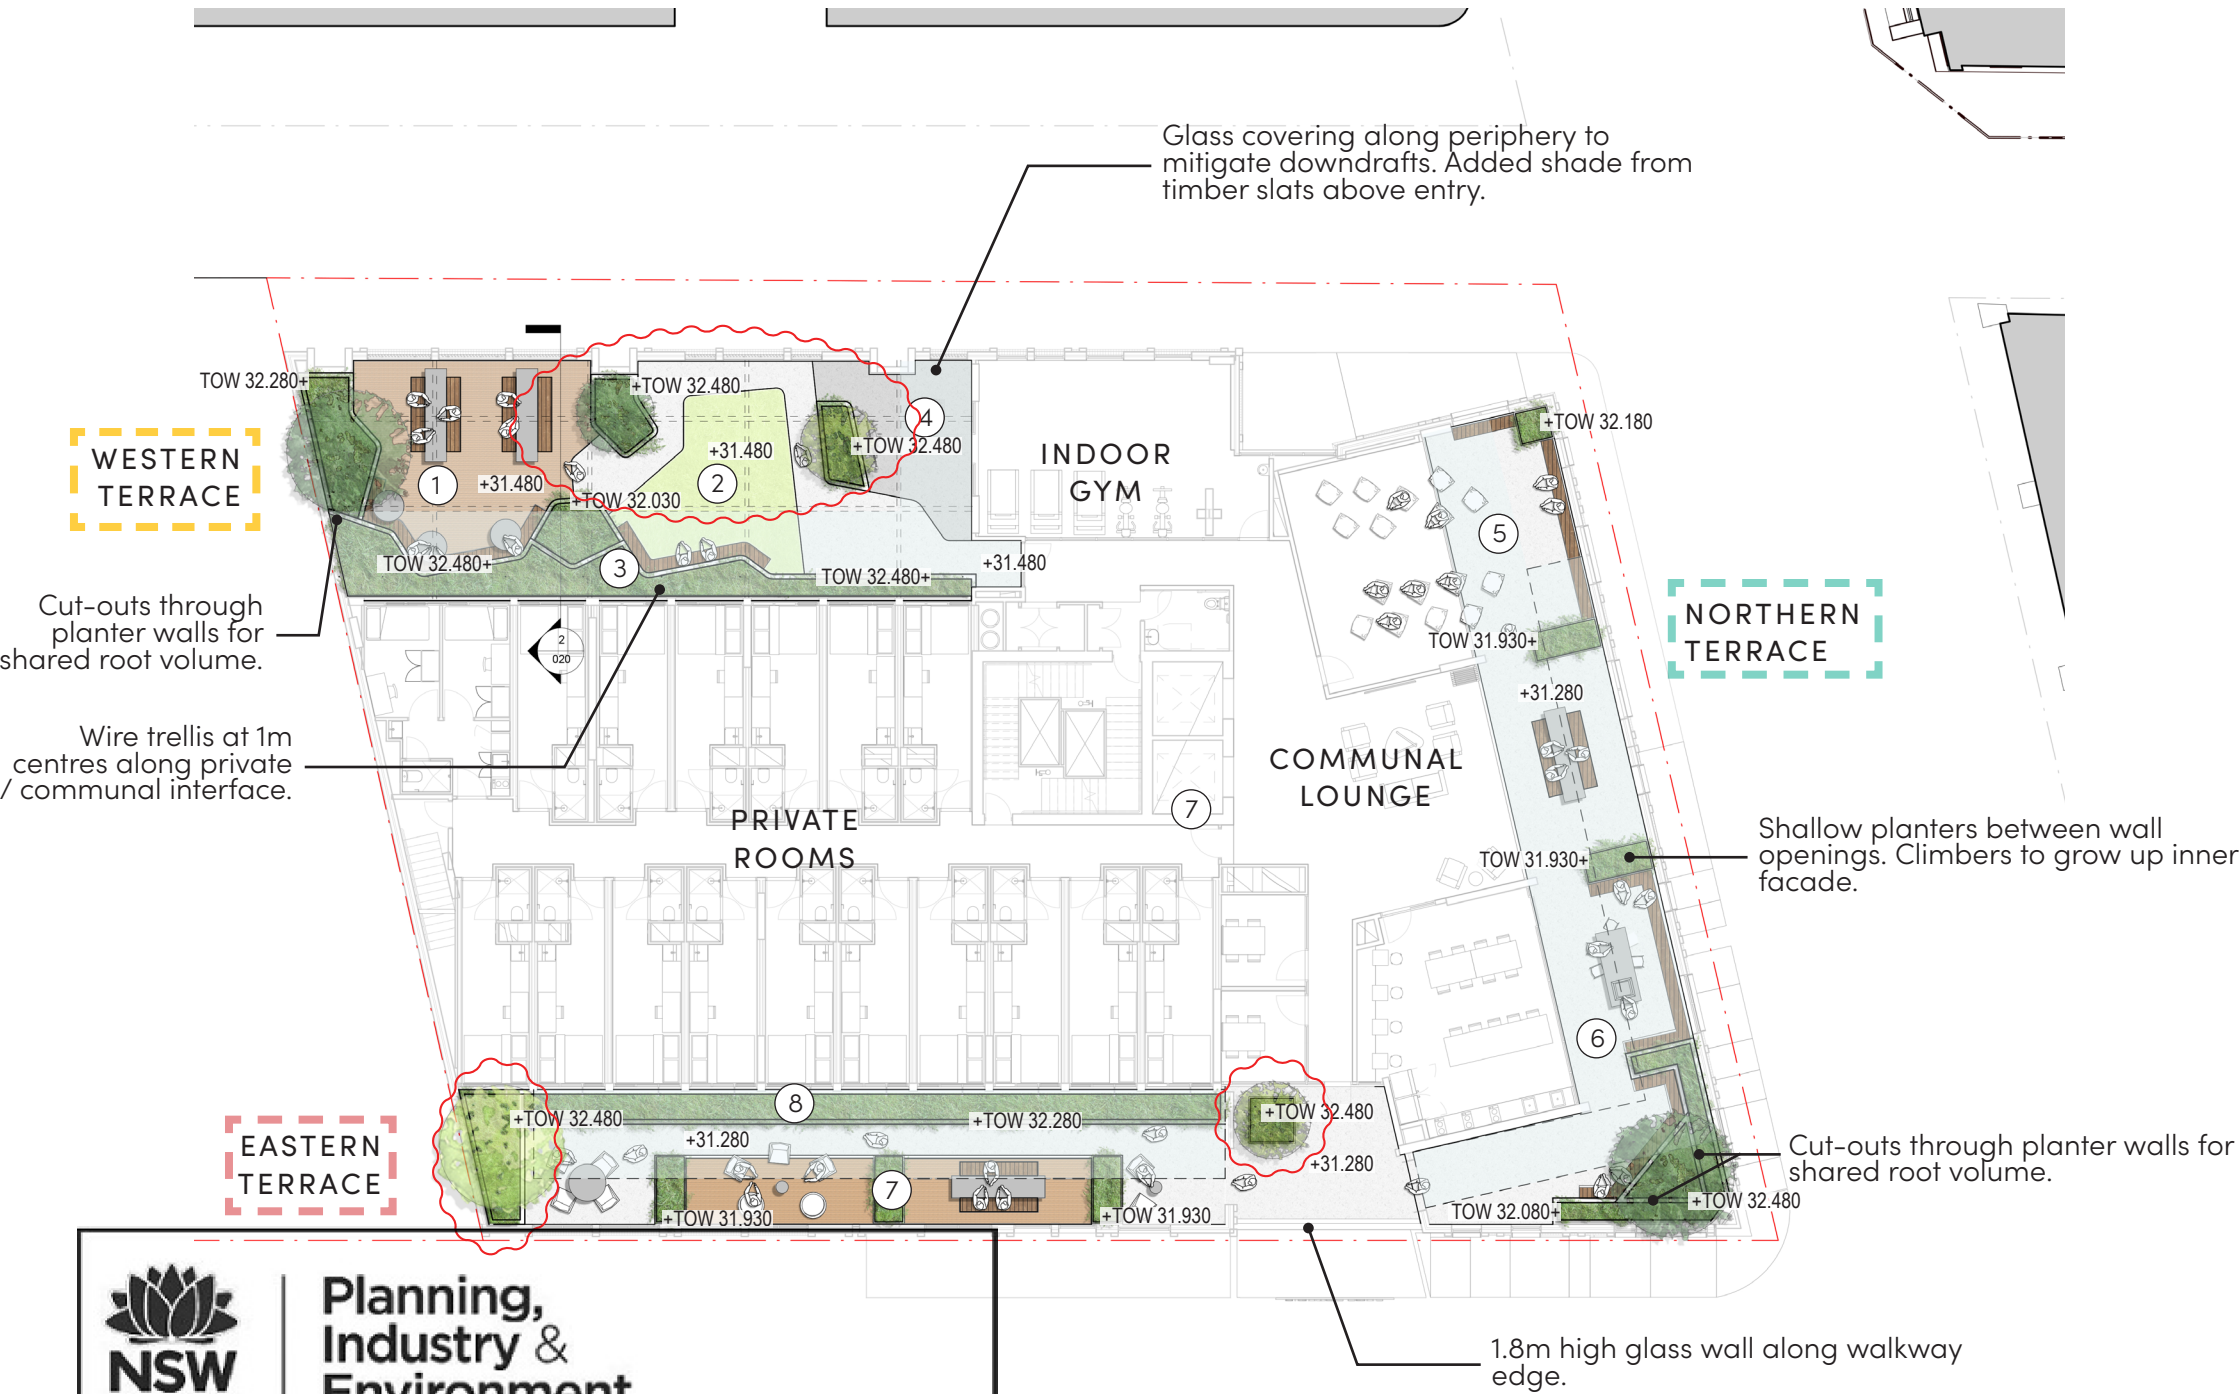 Glass covering along periphery to
mitigate downdrafts. Added shade from
timber slats above entry.
TOW 32.280+
+TOW 32.480
4
+TOW 32.480
+31.480
2
WESTERN
TERRACE
1
+31.480
+TOW 32.030
TOW 32.480+
3
TOW 32.480+
+31.480
INDOOR
GYM
+TOW 32.180
5
TOW 31.930+
NORTHERN
TERRACE
+31.280
Cut-outs through
planter walls for
shared root volume.
2
020
Wire trellis at 1m
centres along private
/ communal interface.
PRIVATE
ROOMS
7
COMMUNAL
LOUNGE
TOW 31.930+
Shallow planters between wall
openings. Climbers to grow up inner
facade.
6
EASTERN
TERRACE
+TOW 32.480
8
+TOW 32.280
+31.280
+TOW 32.480
+31.280
7
+TOW 31.930
+TOW 31.930
TOW 32.080+
+TOW 32.480
Cut-outs through planter walls for
shared root volume.
1.8m high glass wall along walkway
edge.
NSW
Planning,
Industry &
Environment